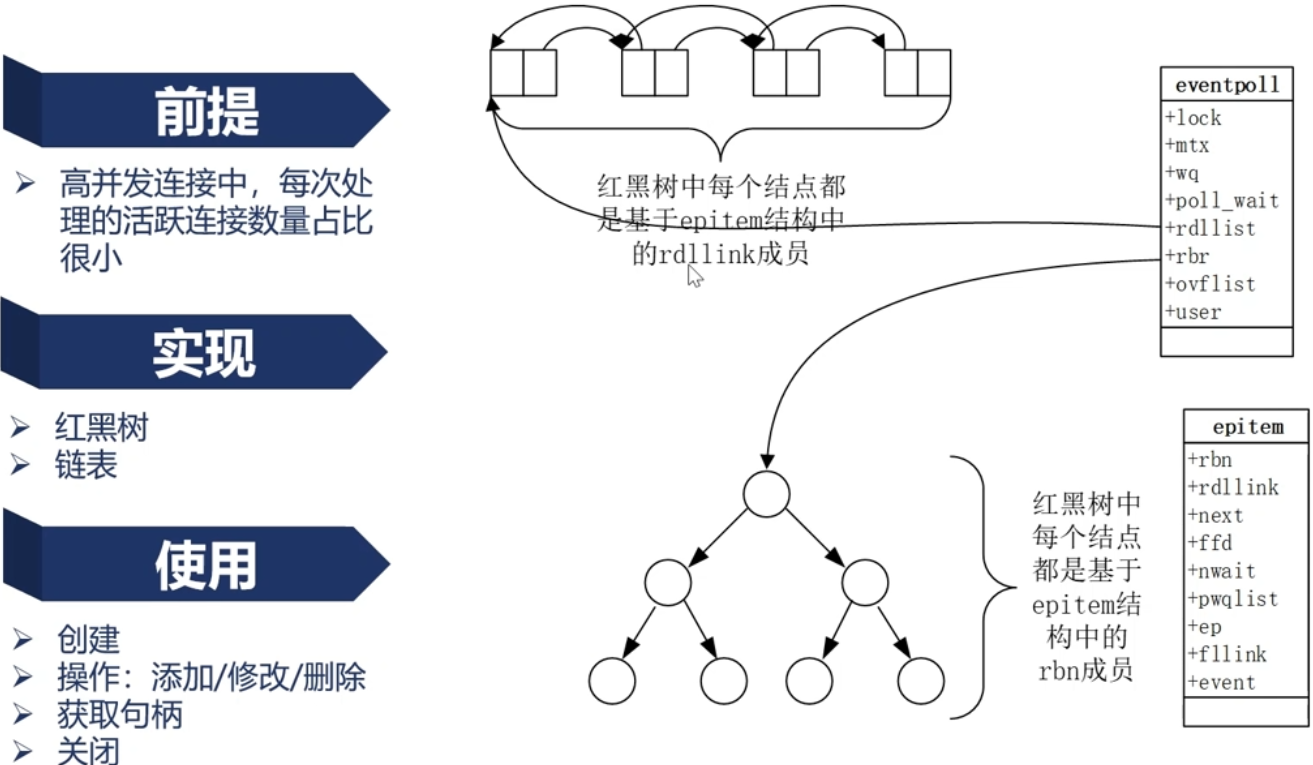 前提
高并发连接中，每次处
理的活跃连接数量占比
很小
实现
红黑树
链表
使用
创建
操作：添加/修改/删除
获取句柄
关闭
红黑树中每个结点都
是基于epitem结构中
的rdllink成员
eventpoll
+lock
+mtx
+wq
+poll_wait
+rdllist
+rbr
+ovflist
+user
红黑树中
每个结点
都是基于
epitem结
构中的
rbn成员
epitem
+rbn
+rdllink
+next
+ffd
+nwait
+pwqlist
+ep
+fllink
+event